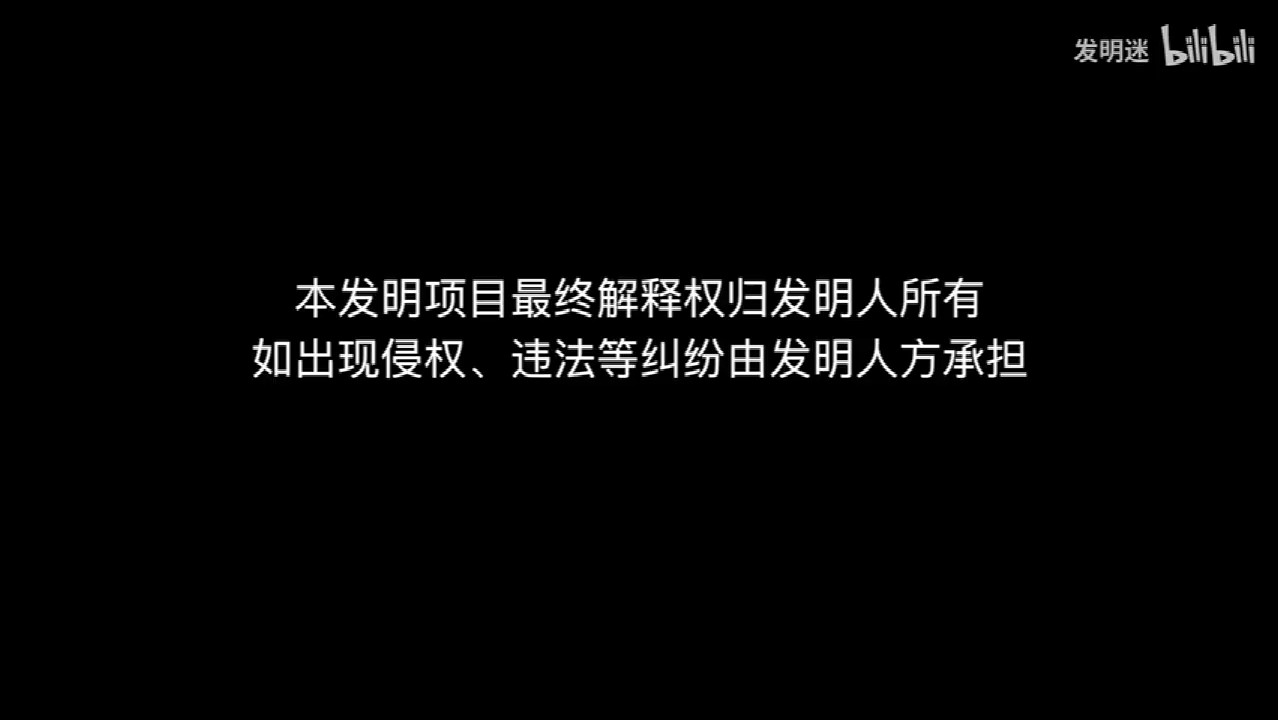 发明迷 bilibili
本发明项目最终解释权归发明人所有
如出现侵权、违法等纠纷由发明人方承担